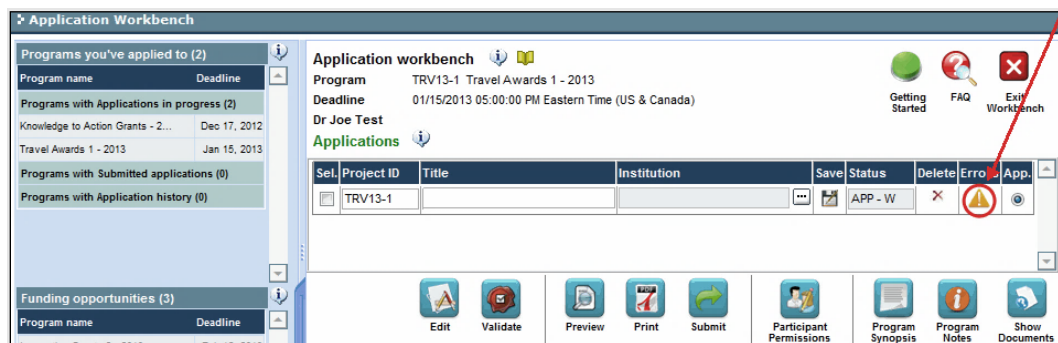 Application Workbench
Programs you've applied to (2)
Program name Deadline
Programs with Applications in progress (2)
Knowledge to Action Grants - 2... Dec 17, 2012
Travel Awards 1 - 2013 Jan 15, 2013
Programs with Submitted applications (0)
Programs with Application history (0)
Funding opportunities (3)
Program name Deadline
Application workbench
Program TRV13-1 Travel Awards 1 - 2013
Deadline 01/15/2013 05:00:00 PM Eastern Time (US & Canada)
Dr Joe Test
Applications
Getting Started
FAQ
Exit Workbench
Sel. Project ID Title Institution Save Status Delete Errors App.
TRV13-1 ... APP - W
Edit Validate Preview Print Submit Participant Permissions Program Synopsis Program Notes Show Documents